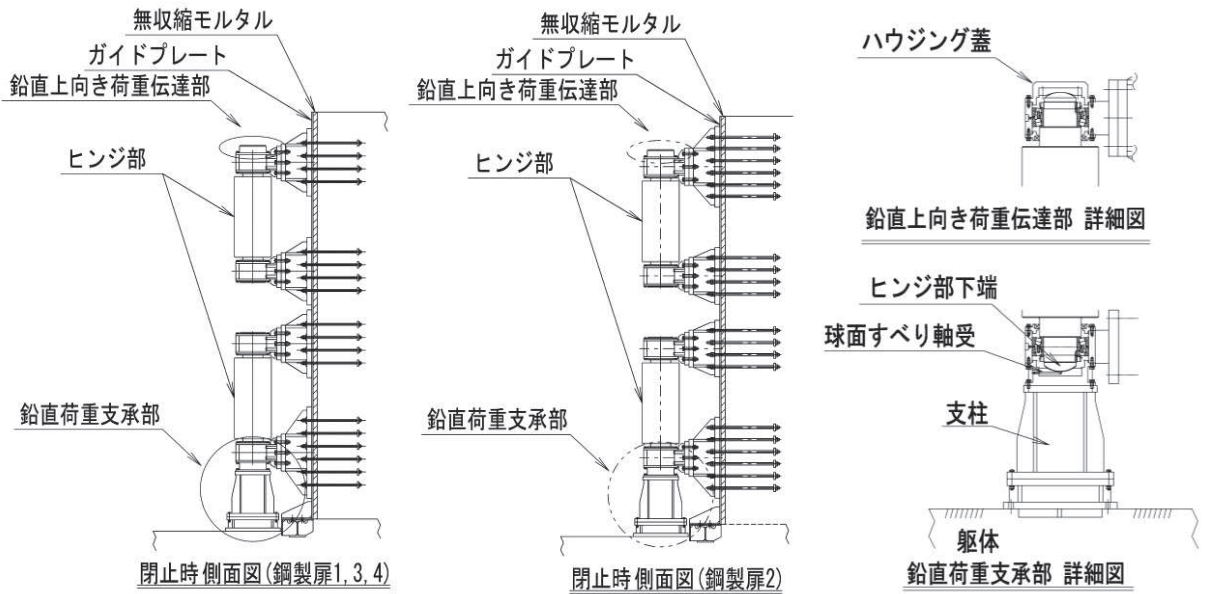 無収縮モルタル
ガイドプレート
鉛直上向き荷重伝達部
ヒンジ部
鉛直荷重支承部
閉止時側面図(鋼製扉1,3,4)
無収縮モルタル
ガイドプレート
鉛直上向き荷重伝達部
ヒンジ部
鉛直荷重支承部
閉止時側面図(鋼製扉2)
ハウジング蓋
鉛直上向き荷重伝達部 詳細図
ヒンジ部下端
球面すべり軸受
支柱
躯体
鉛直荷重支承部 詳細図